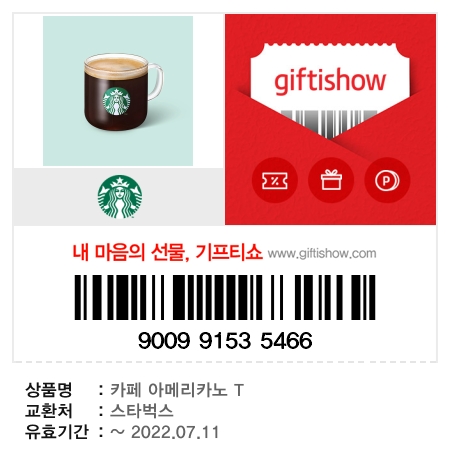 giftishow
내 마음의 선물, 기프티쇼 www.giftishow.com
9009 9153 5466
상품명 : 카페 아메리카노 T
교환처 : 스타벅스
유효기간 : ~ 2022.07.11